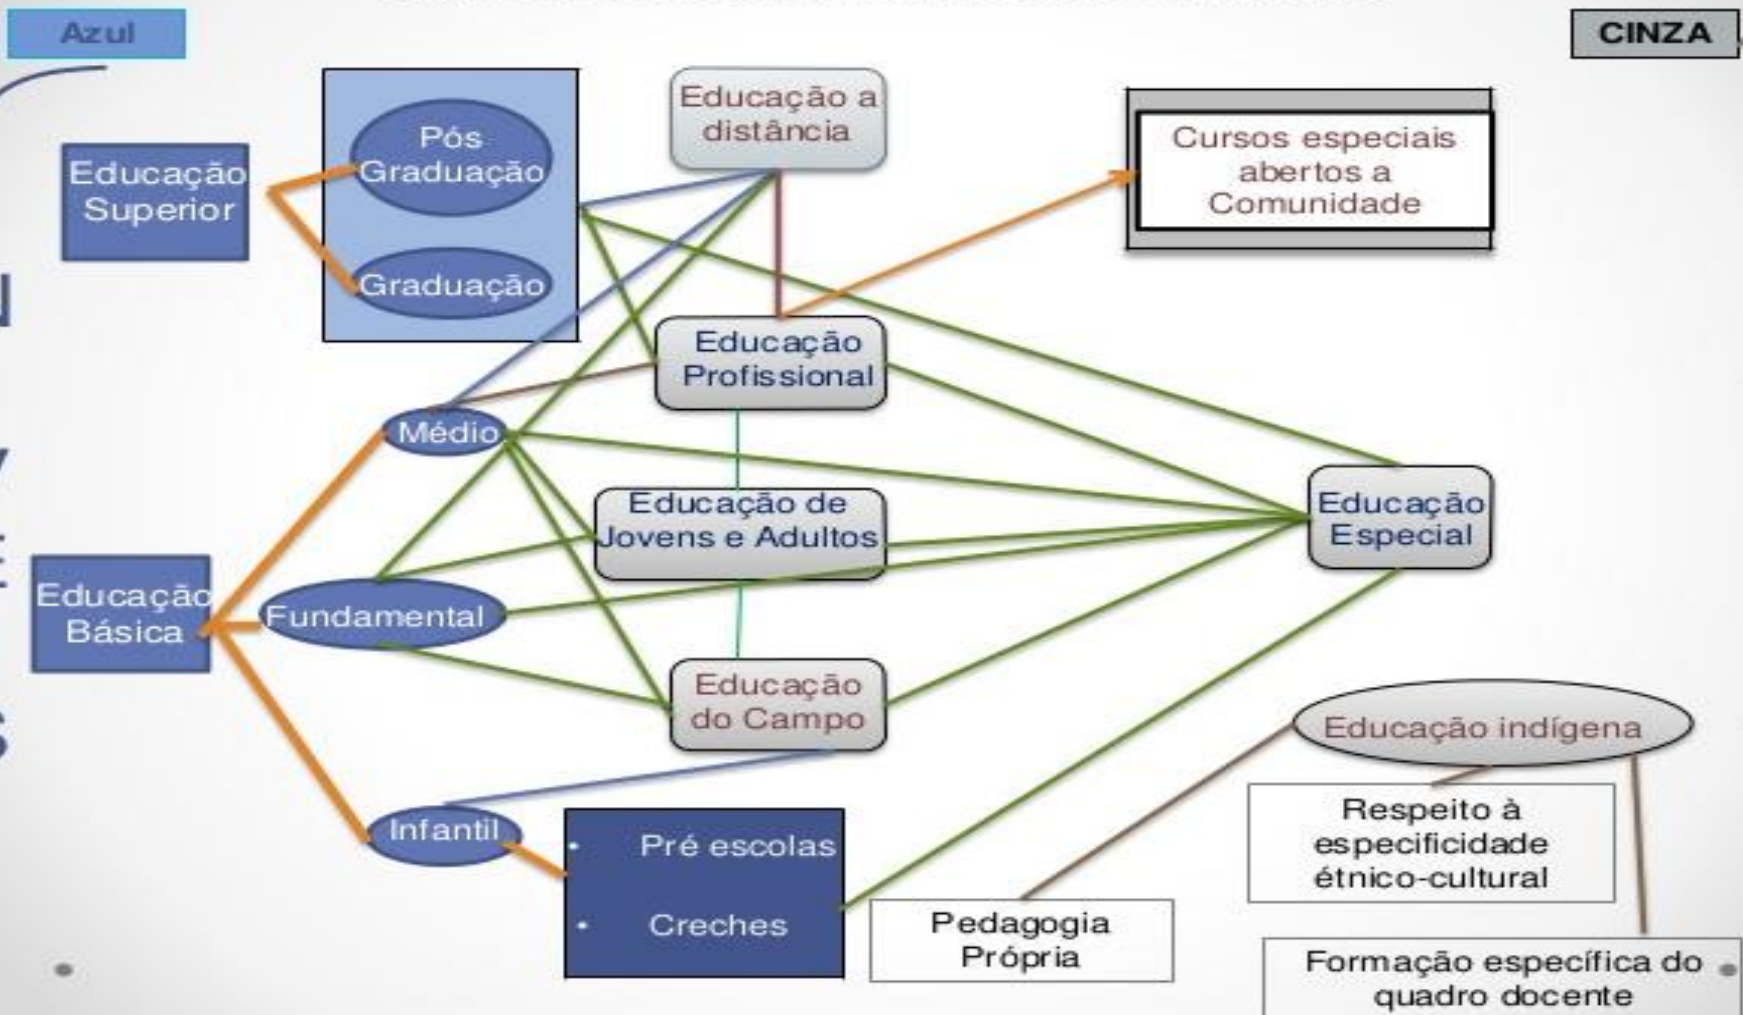 Azul
CINZA
Educação
Superior
Pós
Graduação
Graduação
Educação a
distância
Cursos especiais
abertos a
Comunidade
Educação
Profissional
Médio
Educação de
Jovens e Adultos
Educação
Especial
Educação
Básica
Fundamental
Educação
do Campo
Educação indígena
Infantil
• Pré escolas
• Creches
Respeito à
especificidade
étnico-cultural
Pedagogia
Própria
Formação específica do
quadro docente